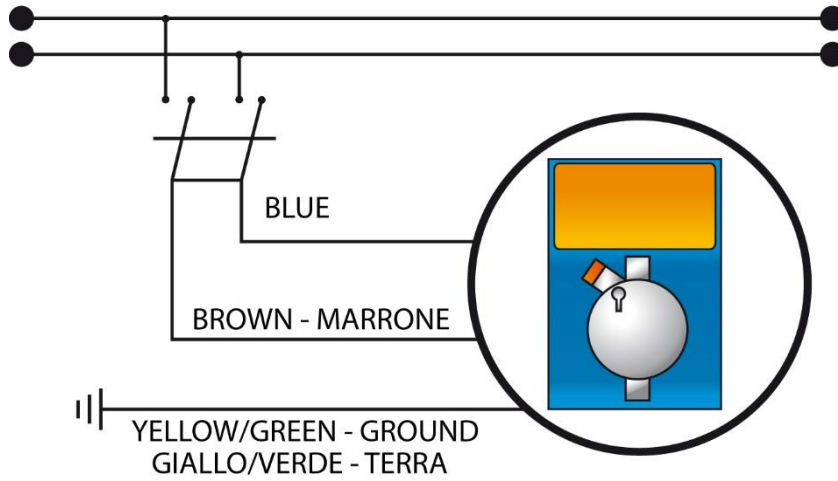 BLUE
BROWN - MARRONE
YELLOW/GREEN - GROUND
GIALLO/VERDE - TERRA